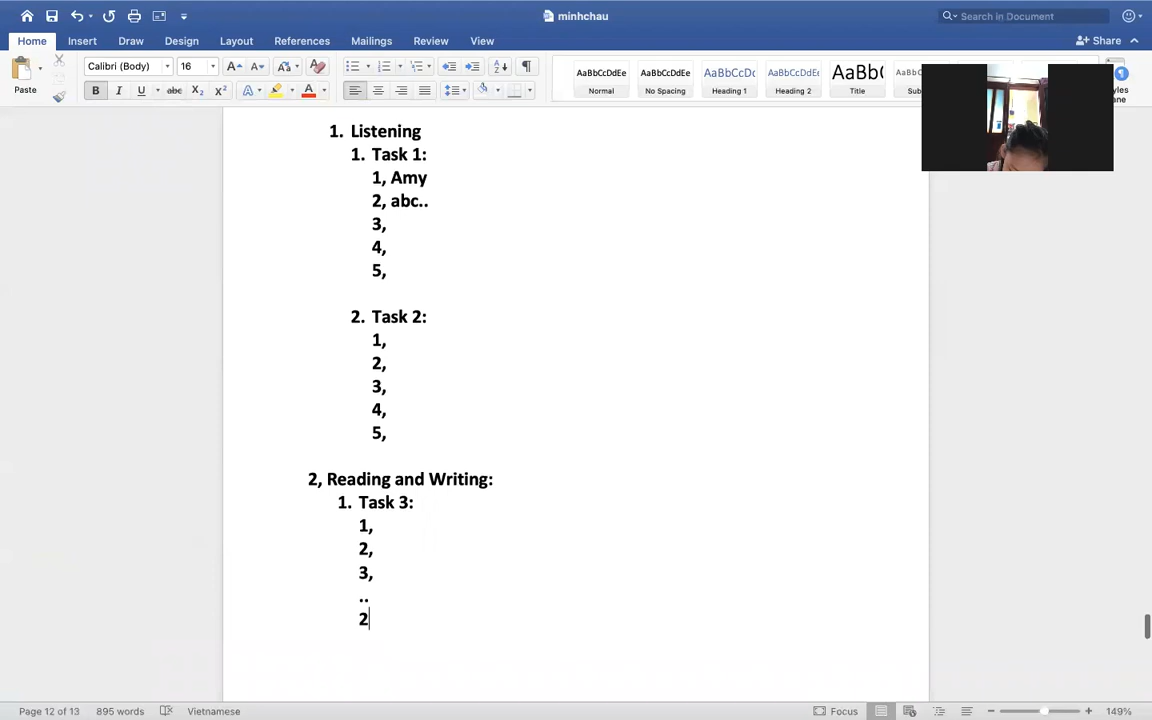 minhchau
Search in Document
Home Insert Draw Design Layout References Mailings Review View Share
Paste
Calibri (Body) 16
AaBbCcDdEe AaBbCcDdEe AaBbCcDc AaBbCcDdEe AaBb(
Normal No Spacing Heading 1 Heading 2 Title
1. Listening
1. Task 1:
1, Amy
2, abc..
3,
4,
5,
2. Task 2:
1,
2,
3,
4,
5,
2, Reading and Writing:
1. Task 3:
1,
2,
3,
..
2
Page 12 of 13 895 words Vietnamese Focus 149%